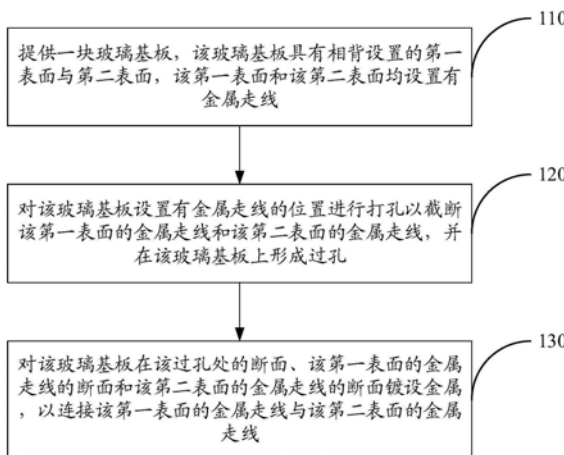 110
提供一块玻璃基板，该玻璃基板具有相背设置的第一
表面与第二表面，该第一表面和该第二表面均设置有
金属走线
120
对该玻璃基板设置有金属走线的位置进行打孔以截断
该第一表面的金属走线和该第二表面的金属走线，并
在该玻璃基板上形成过孔
130
对该玻璃基板在该过孔处的断面、该第一表面的金属
走线的断面和该第二表面的金属走线的断面镀设金属
，以连接该第一表面的金属走线与该第二表面的金属
走线